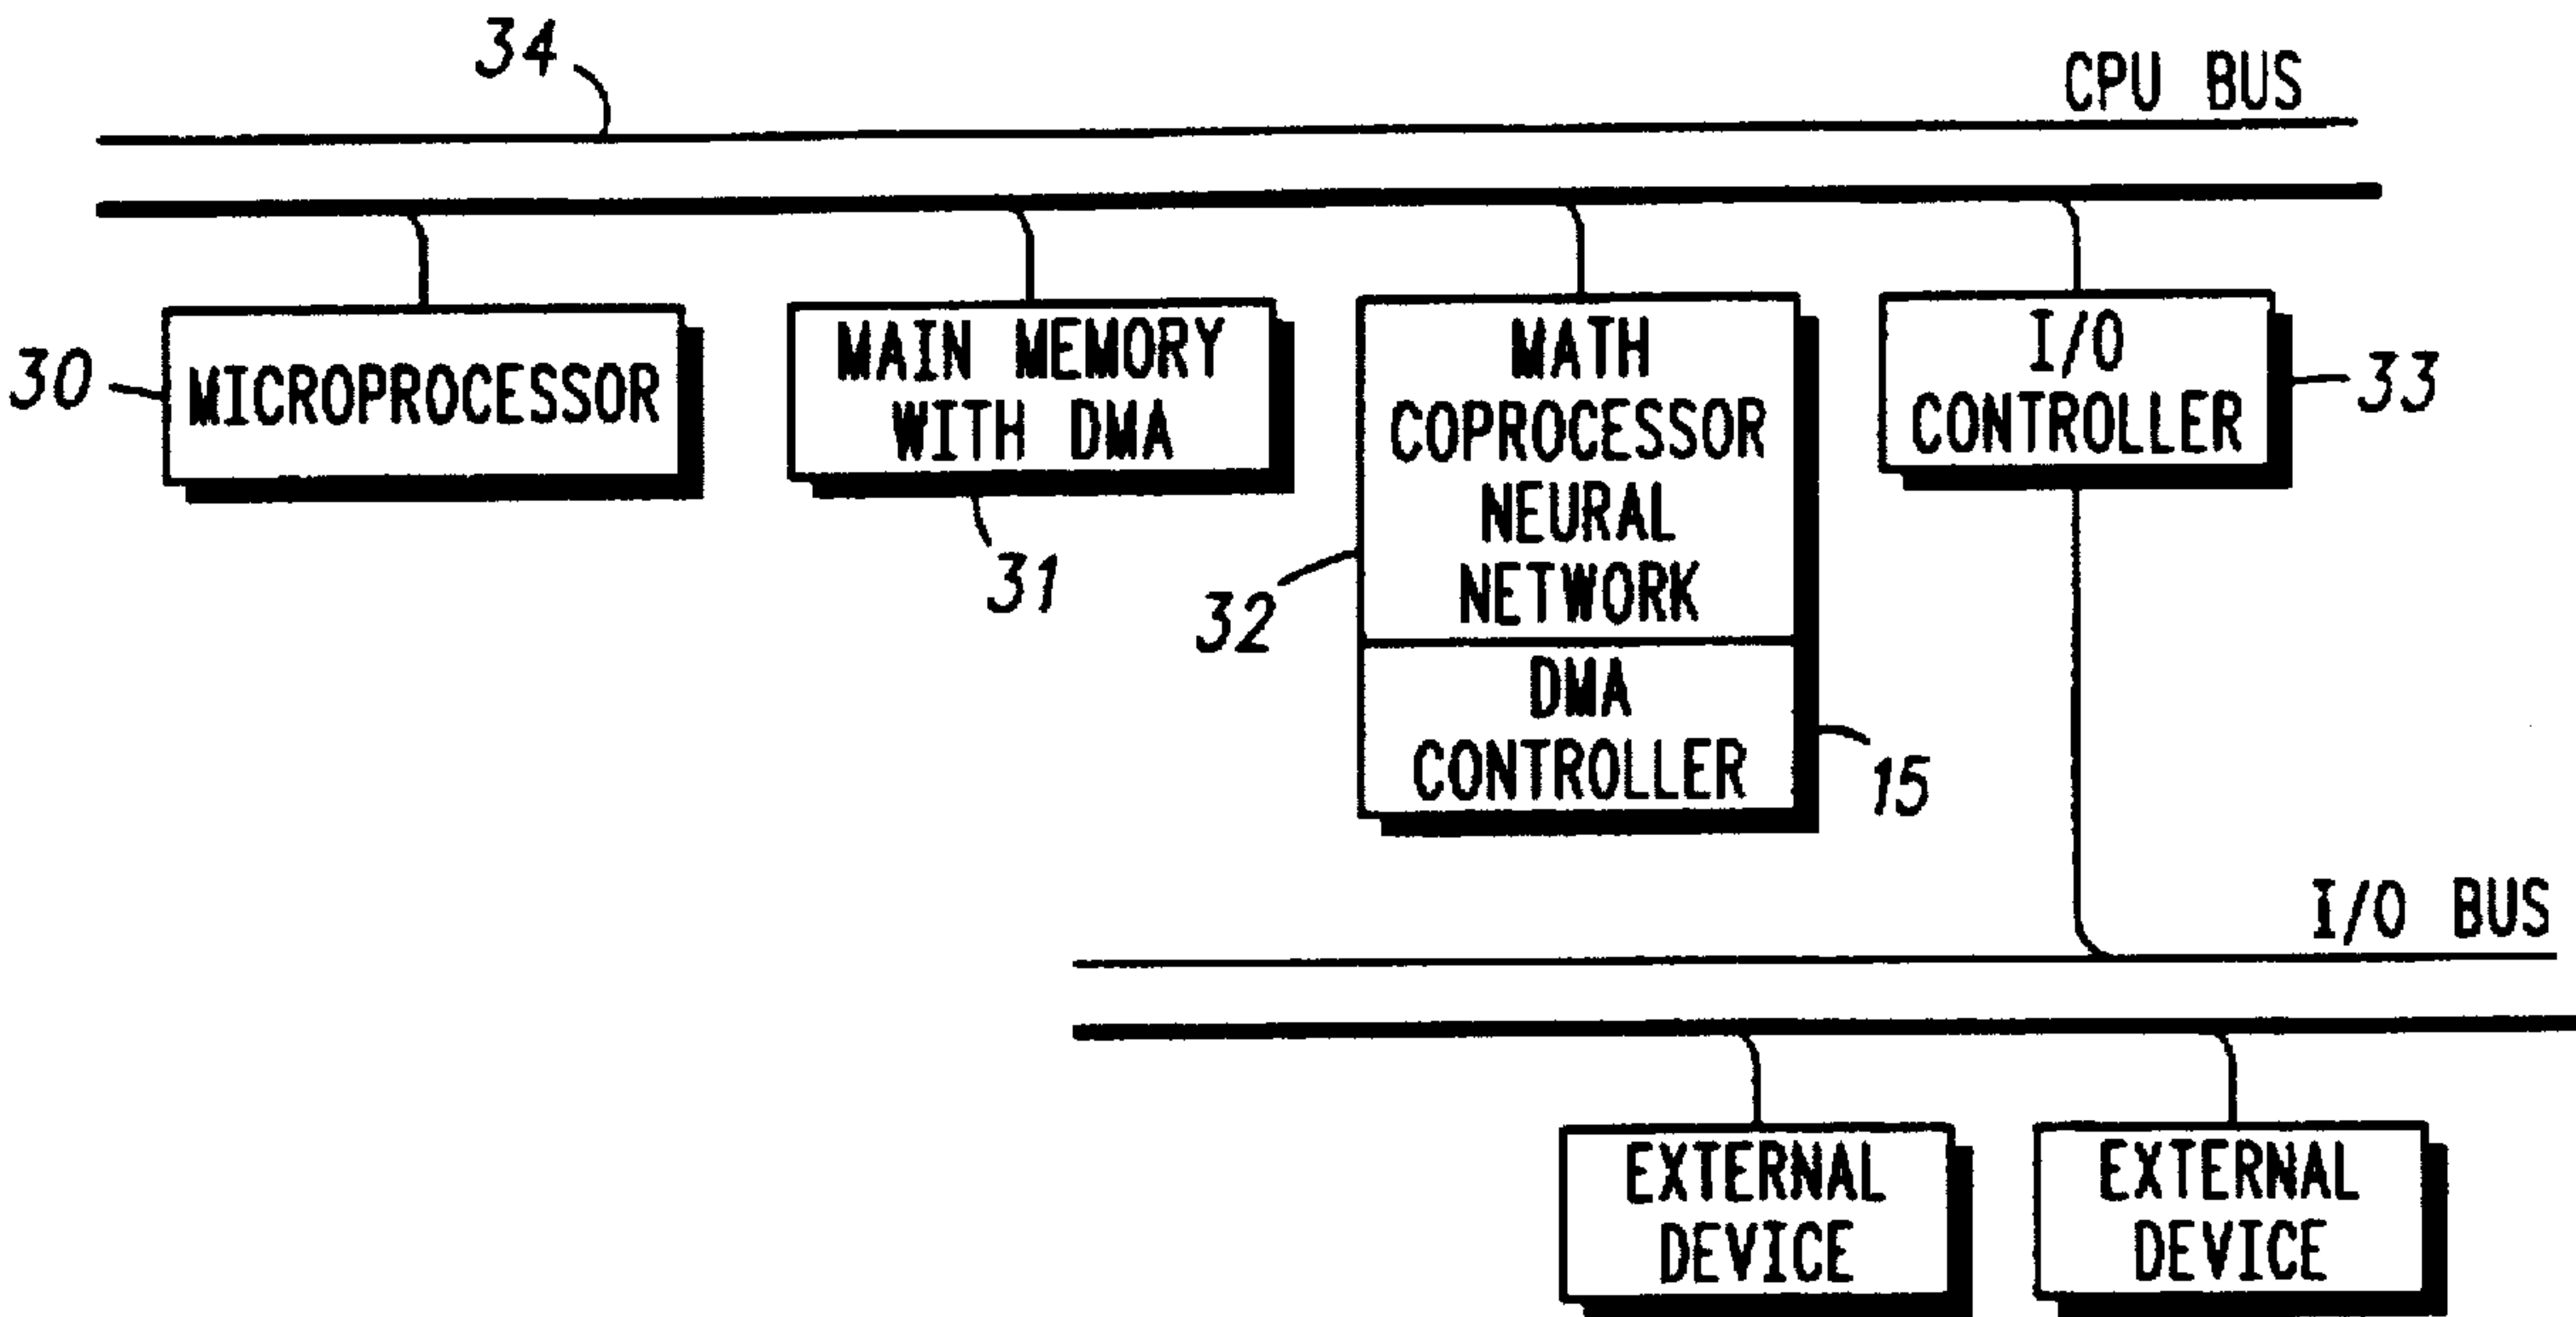 34
CPU BUS
30
MICROPROCESSOR
MAIN MEMORY
WITH DMA
31
MATH
COPROCESSOR
NEURAL
NETWORK
32
DMA
CONTROLLER
15
I/O
CONTROLLER
33
I/O BUS
EXTERNAL
DEVICE
EXTERNAL
DEVICE